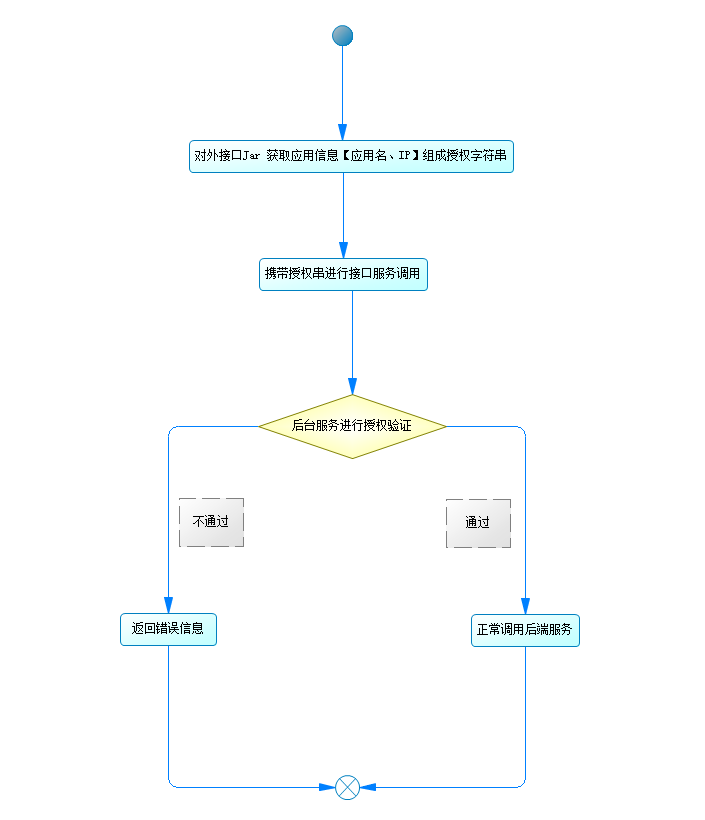 对外接口Jar 获取应用信息【应用名、IP】组成授权字符串
携带授权串进行接口服务调用
后台服务进行授权验证
不通过
通过
返回错误信息
正常调用后端服务